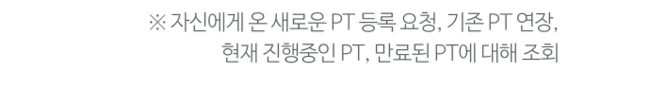 ※ 자신에게 온 새로운 PT 등록 요청, 기존 PT 연장,
현재 진행중인 PT, 만료된 PT에 대해 조회